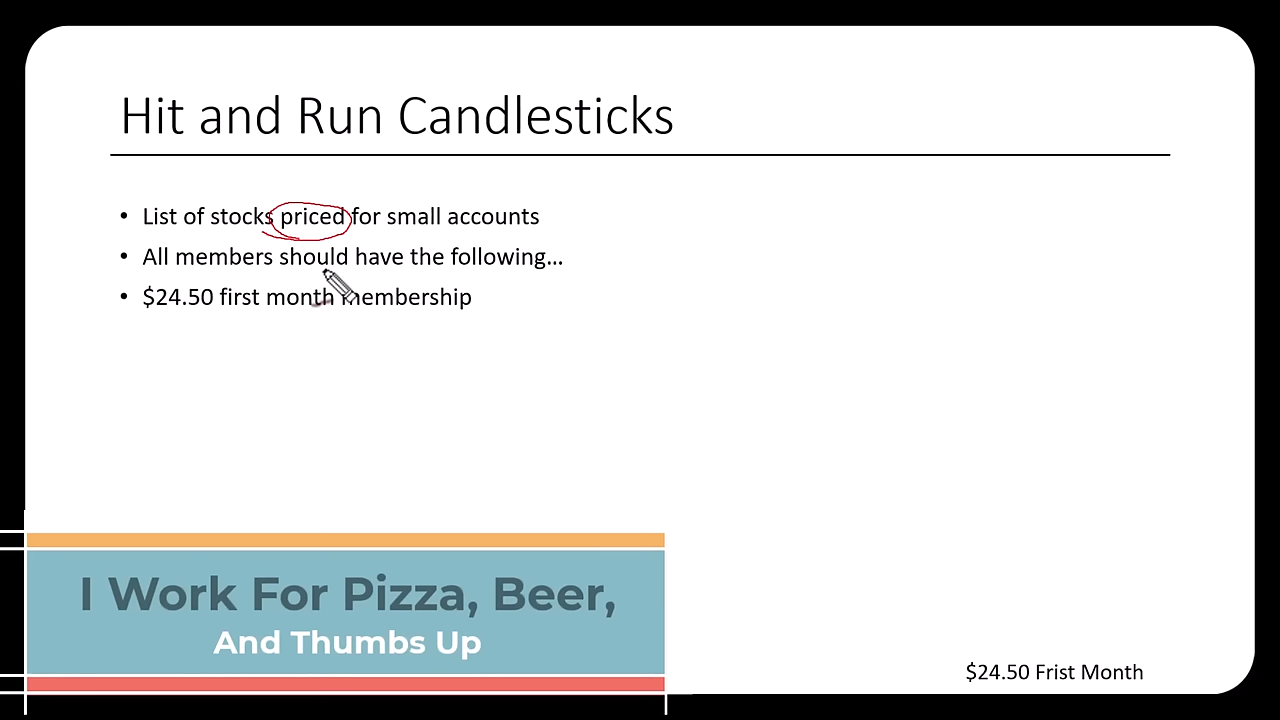 Hit and Run Candlesticks
• List of stocks priced for small accounts
• All members should have the following...
• $24.50 first month membership
I Work For Pizza, Beer,
And Thumbs Up
$24.50 Frist Month